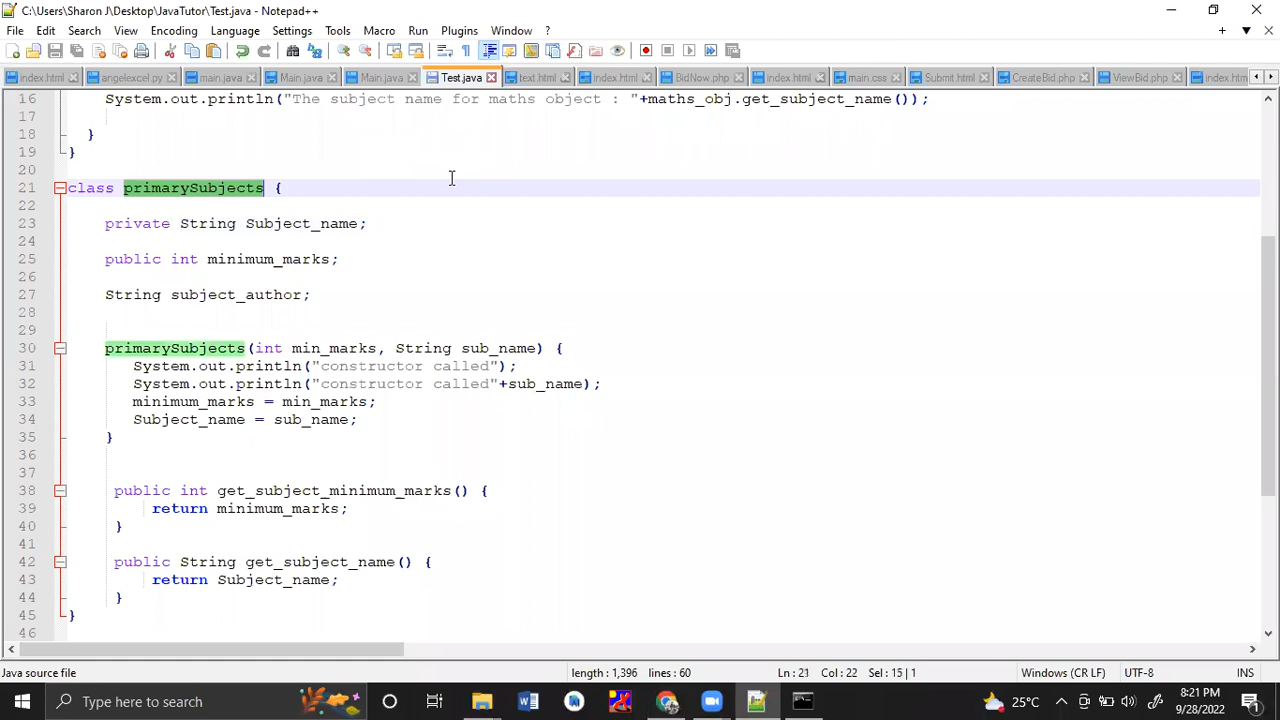 C:\Users\Sharon J\Desktop\JavaTutor\Test.java - Notepad++
File Edit Search View Encoding Language Settings Tools Macro Run Plugins Window ?
index.html angelexcel.py main.java Main.java Main.java Test.java text.html index.html BidNow.php index.html main.css Submit.html CreateBid.php ViewBid.php index.htm
16 System.out.println("The subject name for maths object : "+maths_obj.get_subject_name());
17
18 }
19 }
20
21 class primarySubjects {
22
23 private String Subject_name;
24
25 public int minimum_marks;
26
27 String subject_author;
28
29
30 primarySubjects(int min_marks, String sub_name) {
31 System.out.println("constructor called");
32 System.out.println("constructor called"+sub_name);
33 minimum_marks = min_marks;
34 Subject_name = sub_name;
35 }
36
37
38 public int get_subject_minimum_marks() {
39 return minimum_marks;
40 }
41
42 public String get_subject_name() {
43 return Subject_name;
44 }
45 }
46
Java source file length : 1,396 lines : 60 Ln : 21 Col : 22 Sel : 15 | 1 Windows (CR LF) UTF-8 INS
Type here to search 25°C 8:21 PM
9/28/2022